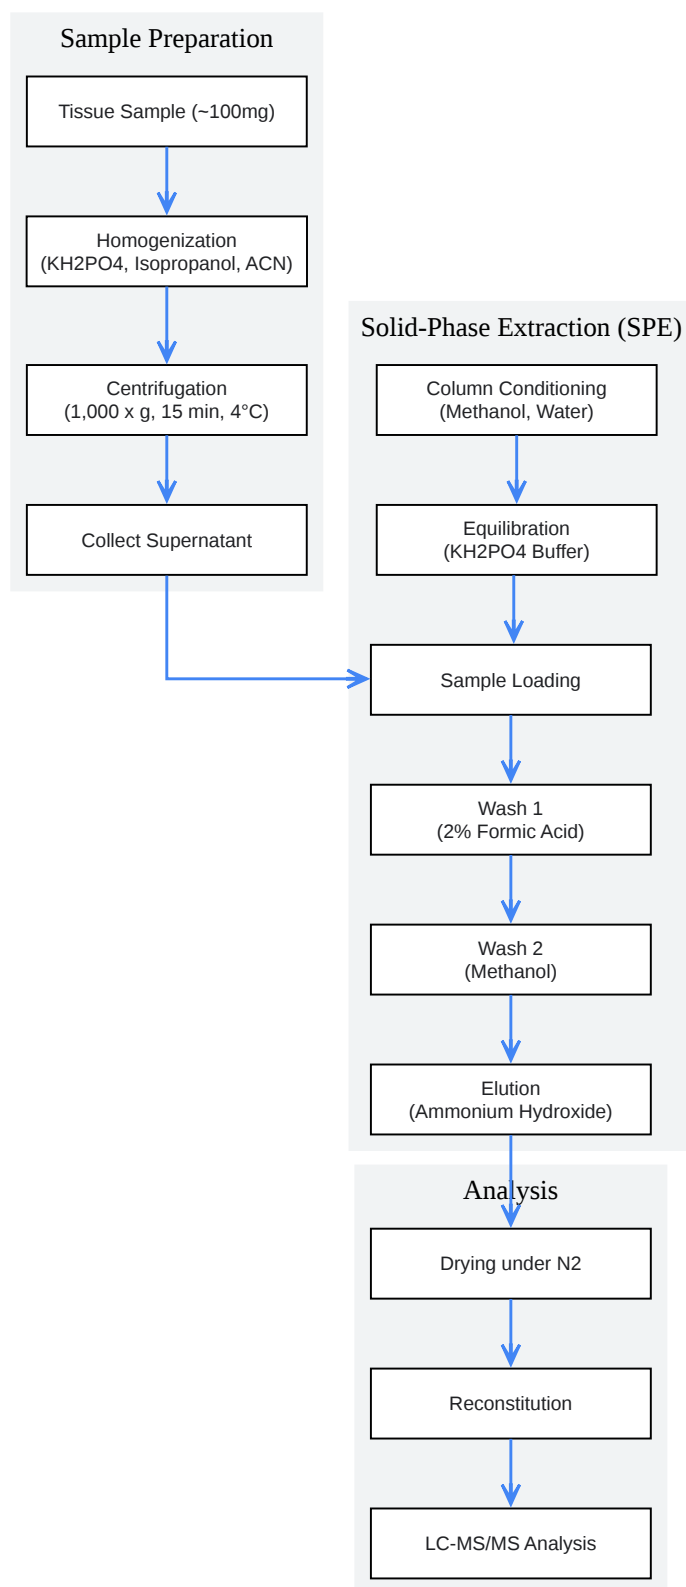 Sample Preparation
Tissue Sample (~100mg)
Homogenization
(KH2PO4, Isopropanol, ACN)
Centrifugation
(1,000 x g, 15 min, 4°C)
Collect Supernatant
Solid-Phase Extraction (SPE)
Column Conditioning
(Methanol, Water)
Equilibration
(KH2PO4 Buffer)
Sample Loading
Wash 1
(2% Formic Acid)
Wash 2
(Methanol)
Elution
(Ammonium Hydroxide)
Analysis
Drying under N2
Reconstitution
LC-MS/MS Analysis